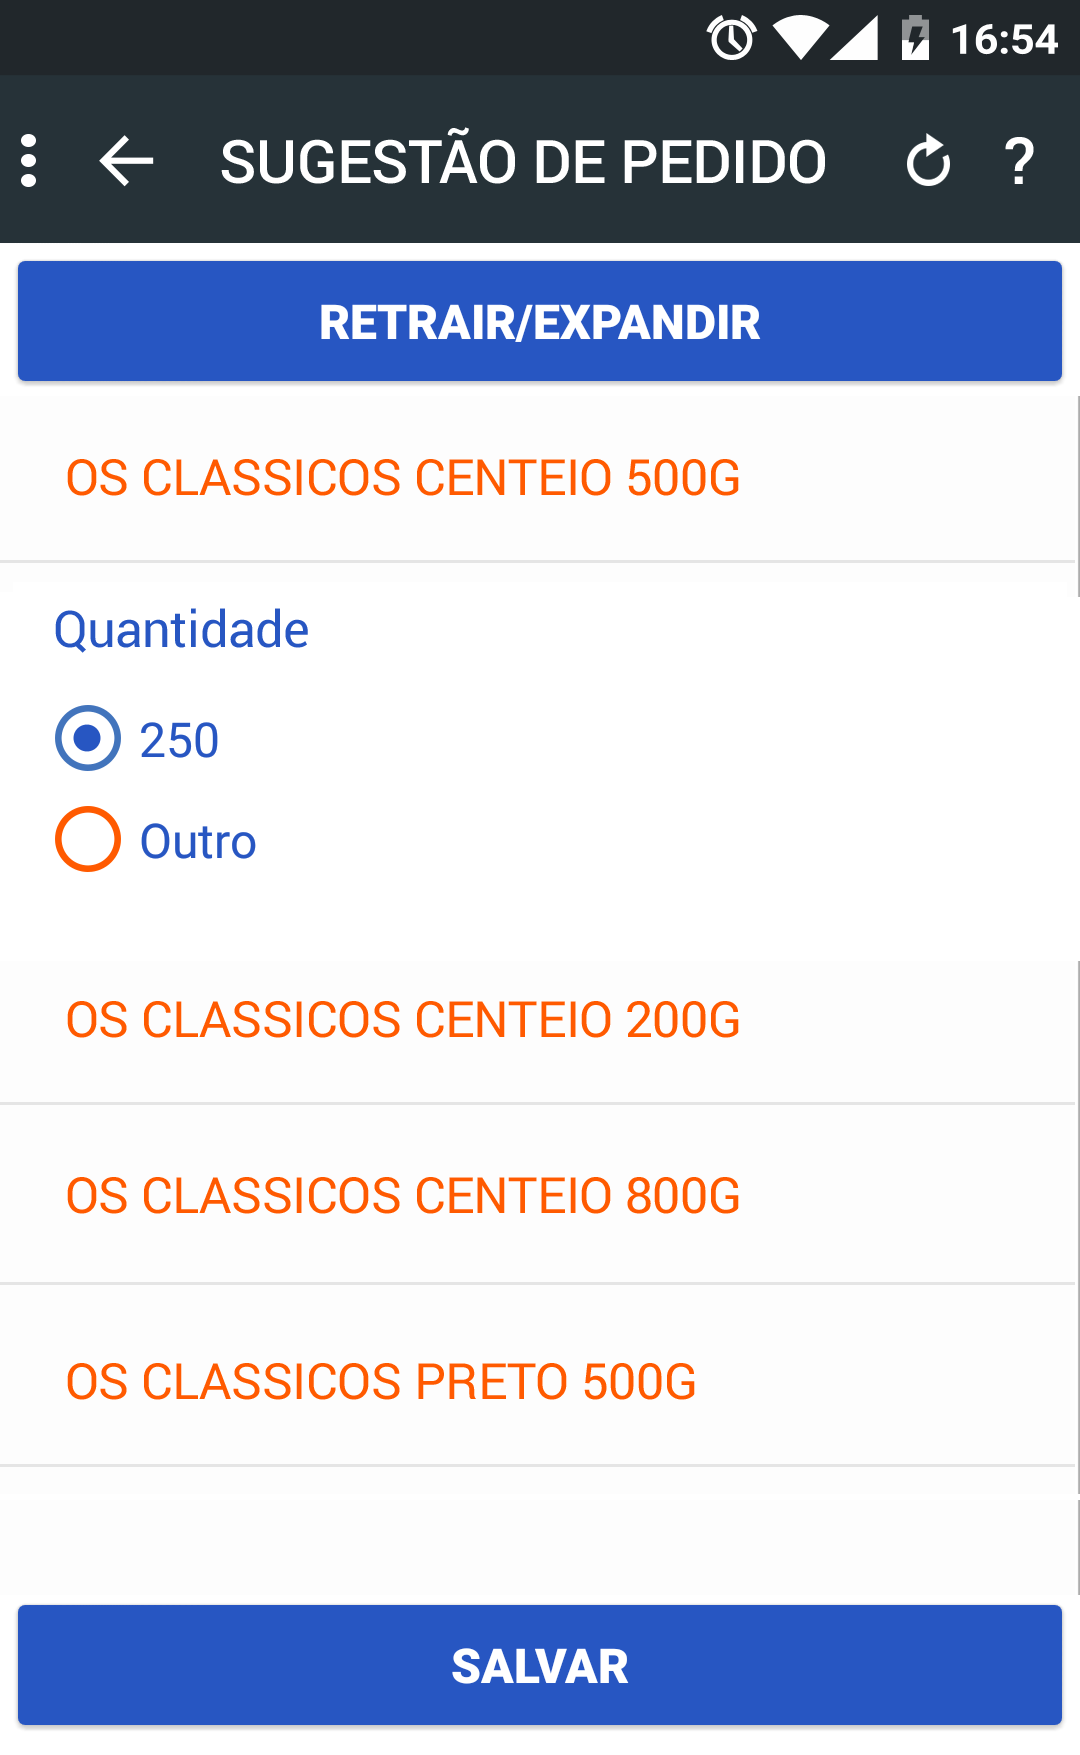 16:54
SUGESTÃO DE PEDIDO ?
RETRAIR/EXPANDIR
OS CLASSICOS CENTEIO 500G
Quantidade
250
Outro
OS CLASSICOS CENTEIO 200G
OS CLASSICOS CENTEIO 800G
OS CLASSICOS PRETO 500G
SALVAR